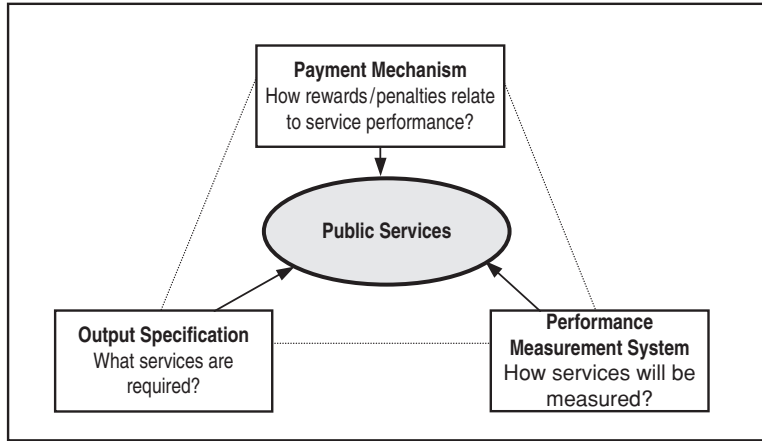 Payment Mechanism
How rewards/penalties relate
to service performance?
Public Services
Output Specification
What services are
required?
Performance
Measurement System
How services will be
measured?